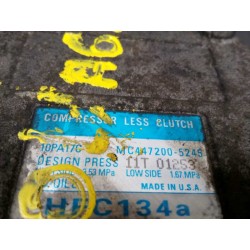 COMPRESSOR LESS CLUTCH
10PA17C MC447200-5245
DESIGN PRESS 11T 01253
3.53 MPa LOW SIDE 1.67 MPa
MADE IN U.S.A.
HFC134a